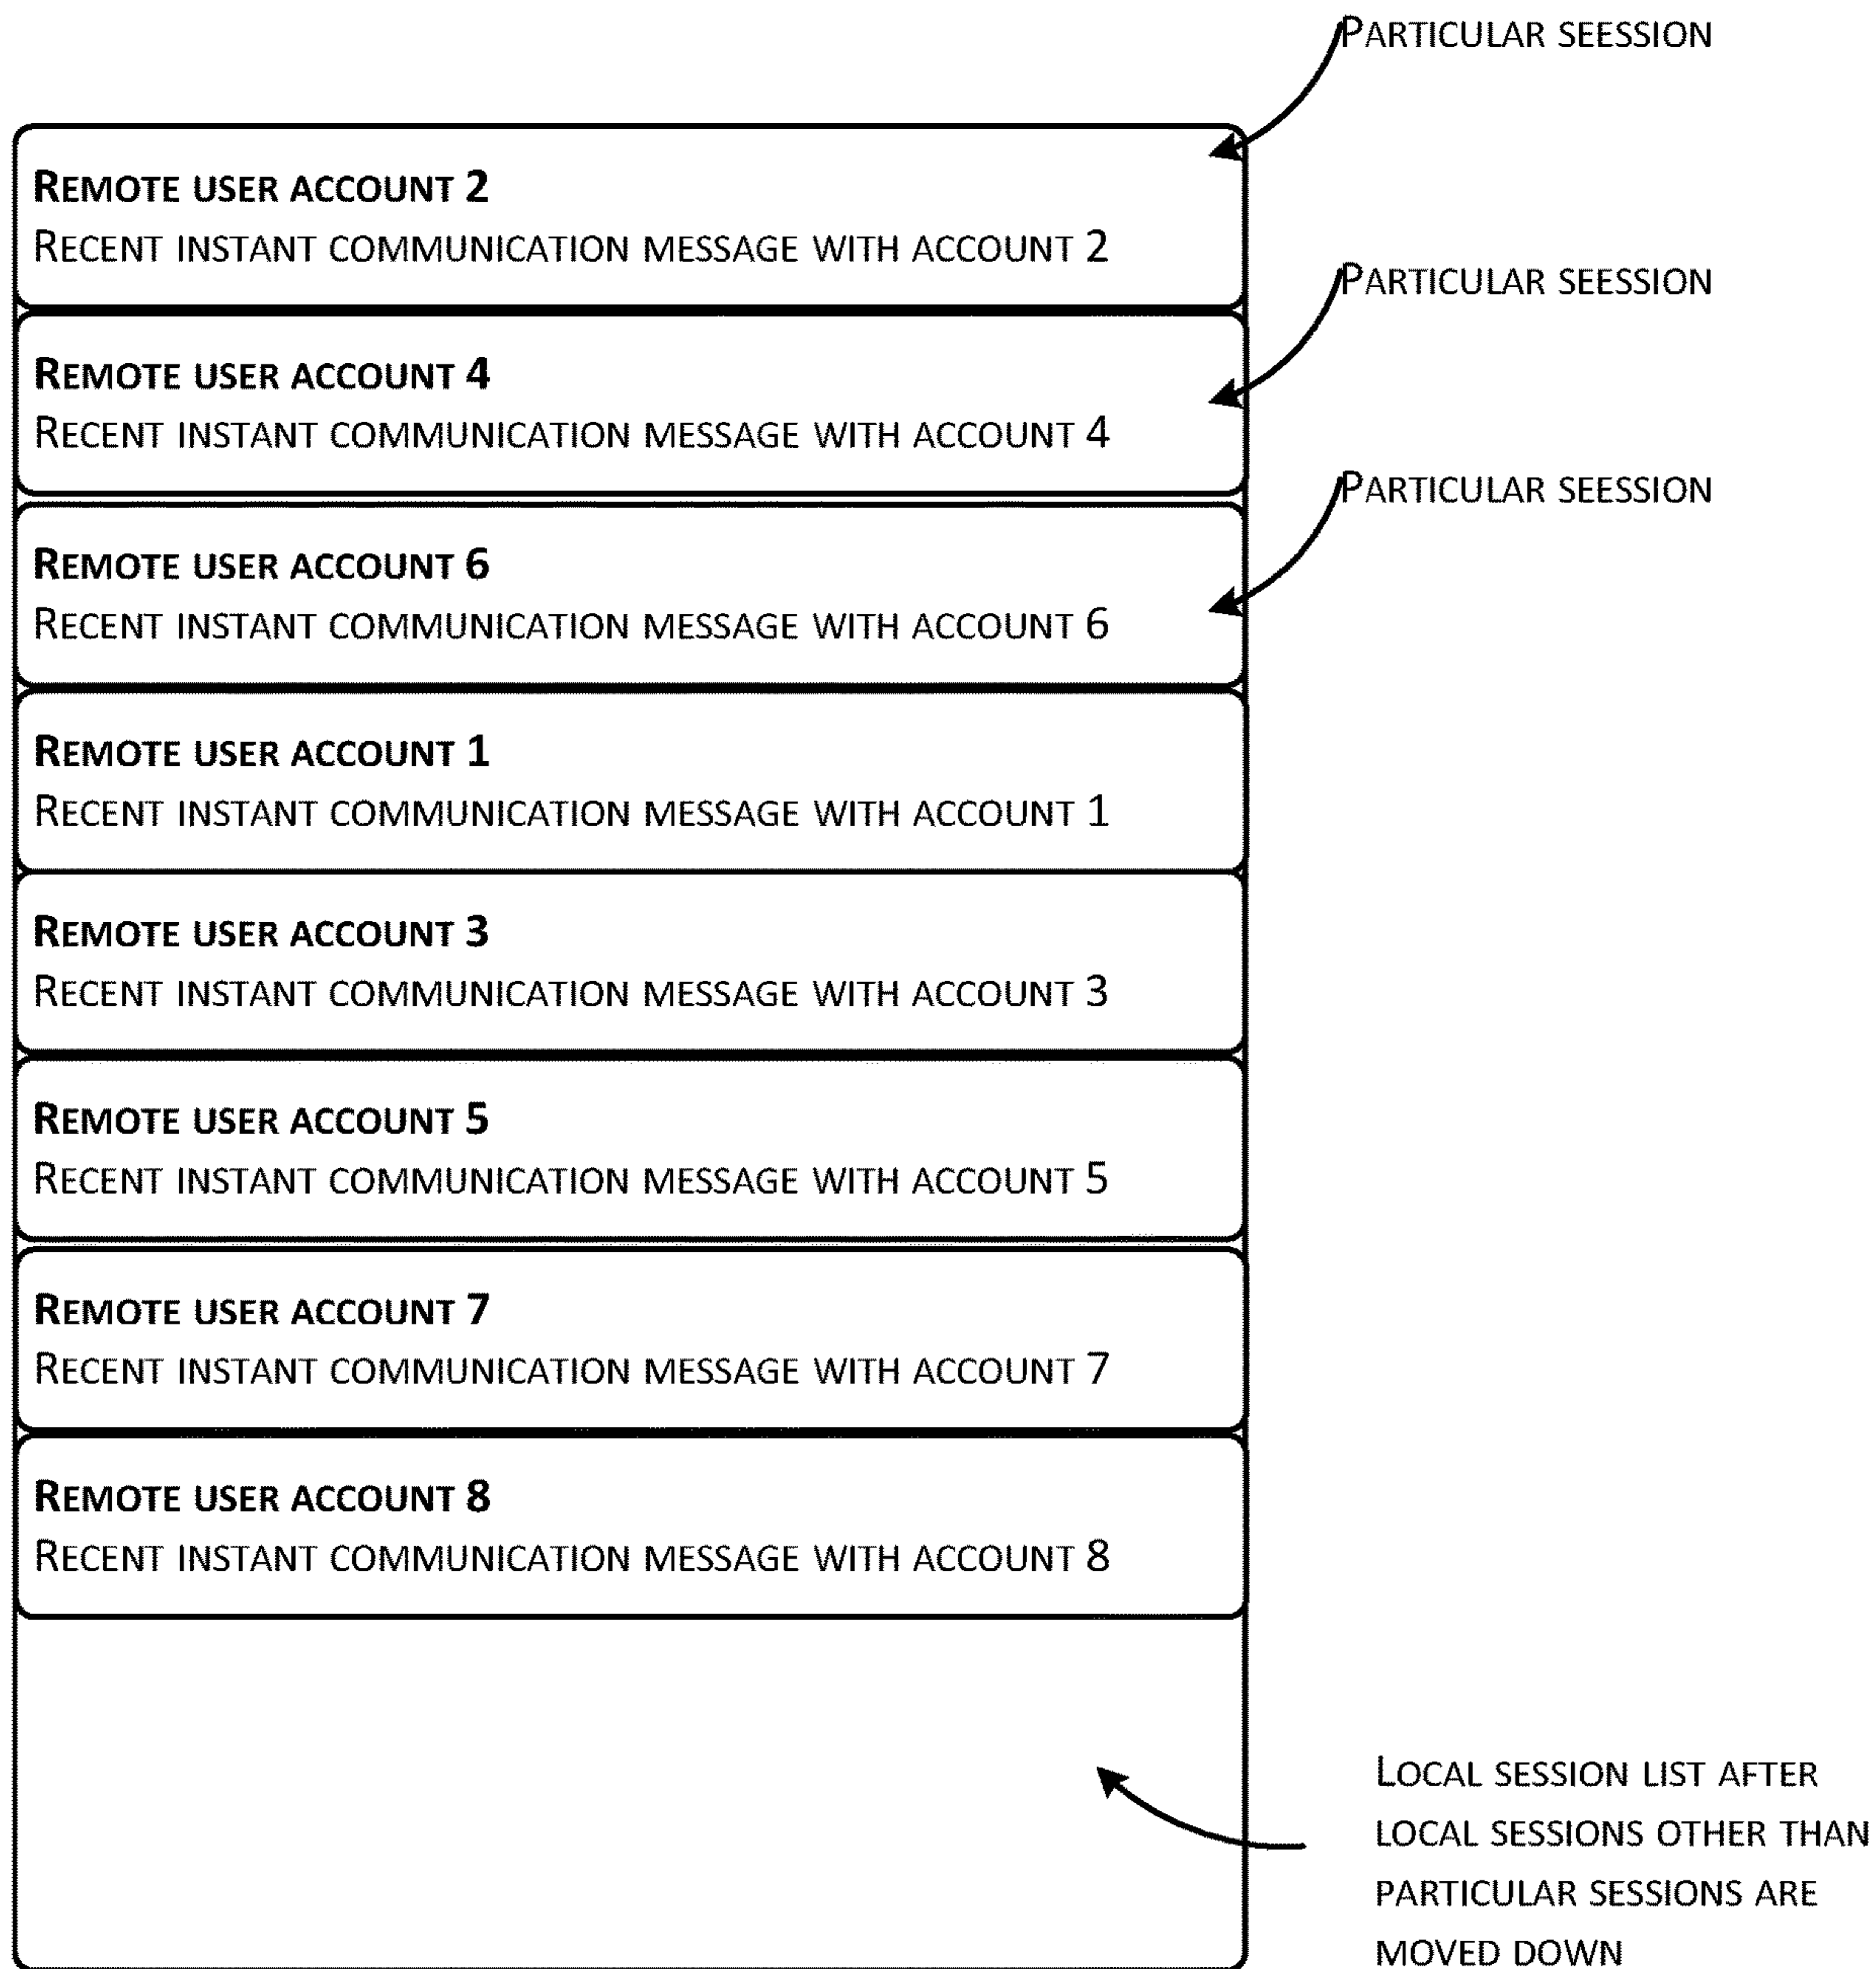 PARTICULAR SEESSION
REMOTE USER ACCOUNT 2
RECENT INSTANT COMMUNICATION MESSAGE WITH ACCOUNT 2
PARTICULAR SEESSION
REMOTE USER ACCOUNT 4
RECENT INSTANT COMMUNICATION MESSAGE WITH ACCOUNT 4
PARTICULAR SEESSION
REMOTE USER ACCOUNT 6
RECENT INSTANT COMMUNICATION MESSAGE WITH ACCOUNT 6
REMOTE USER ACCOUNT 1
RECENT INSTANT COMMUNICATION MESSAGE WITH ACCOUNT 1
REMOTE USER ACCOUNT 3
RECENT INSTANT COMMUNICATION MESSAGE WITH ACCOUNT 3
REMOTE USER ACCOUNT 5
RECENT INSTANT COMMUNICATION MESSAGE WITH ACCOUNT 5
REMOTE USER ACCOUNT 7
RECENT INSTANT COMMUNICATION MESSAGE WITH ACCOUNT 7
REMOTE USER ACCOUNT 8
RECENT INSTANT COMMUNICATION MESSAGE WITH ACCOUNT 8
LOCAL SESSION LIST AFTER
LOCAL SESSIONS OTHER THAN
PARTICULAR SESSIONS ARE
MOVED DOWN